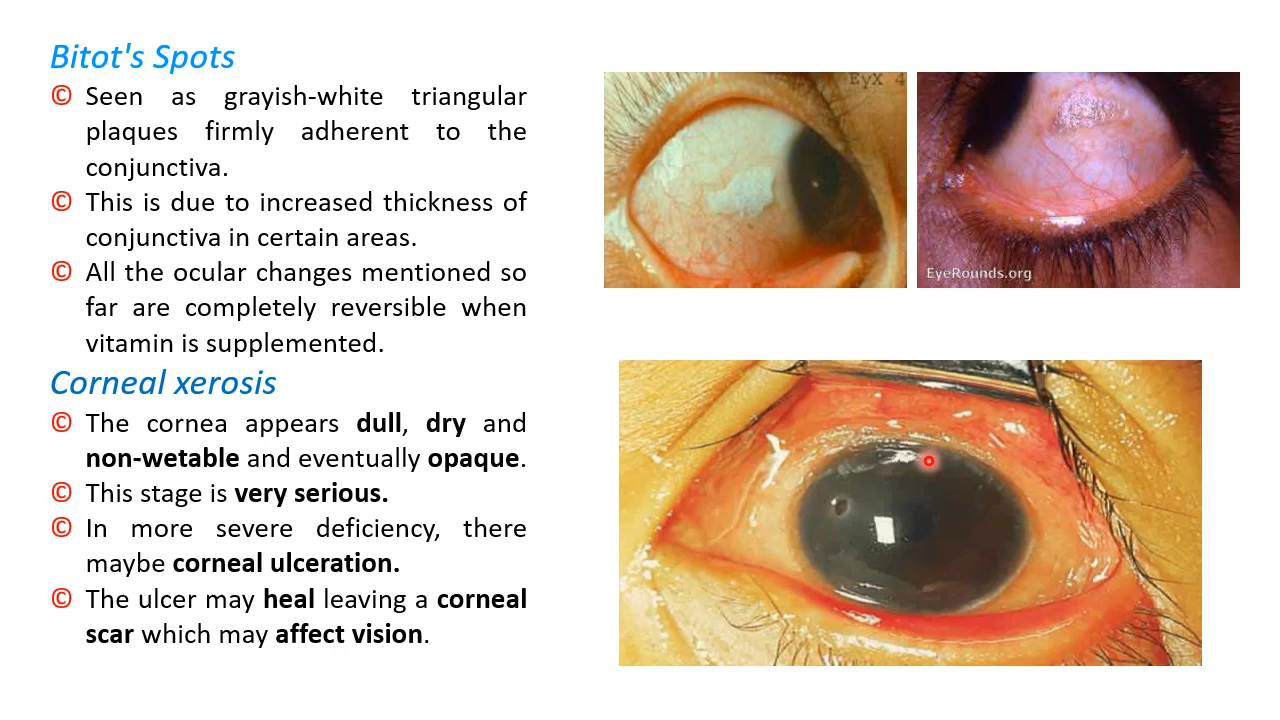 Bitot's Spots
© Seen as grayish-white triangular
plaques firmly adherent to the
conjunctiva.
© This is due to increased thickness of
conjunctiva in certain areas.
© All the ocular changes mentioned so
far are completely reversible when
vitamin is supplemented.
Corneal xerosis
© The cornea appears dull, dry and
non-wetable and eventually opaque.
© This stage is very serious.
© In more severe deficiency, there
maybe corneal ulceration.
© The ulcer may heal leaving a corneal
scar which may affect vision.
EyX 4
EyeRounds.org